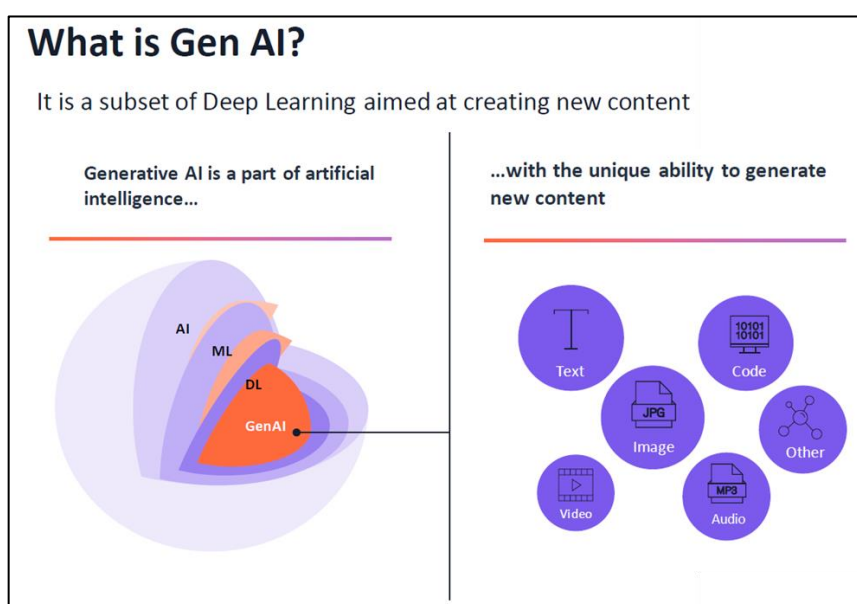 What is Gen AI?
It is a subset of Deep Learning aimed at creating new content
Generative AI is a part of artificial
intelligence…
AI
ML
DL
GenAI
…with the unique ability to generate
new content
Text
10101
10101
Code
JPG
Image
Other
Video
MP3
Audio